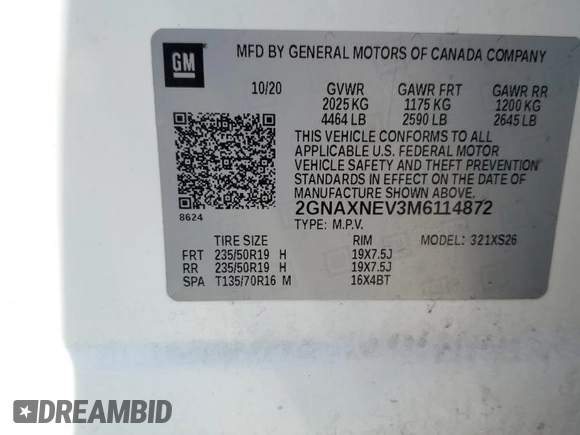 GM
MFD BY GENERAL MOTORS OF CANADA COMPANY
10/20 GVWR GAWR FRT GAWR RR
2025 KG 1175 KG 1200 KG
4464 LB 2590 LB 2645 LB
THIS VEHICLE CONFORMS TO ALL
APPLICABLE U.S. FEDERAL MOTOR
VEHICLE SAFETY AND THEFT PREVENTION
STANDARDS IN EFFECT ON THE DATE
OF MANUFACTURE SHOWN ABOVE.
8624 2GNAXNEV3M6114872
TYPE: M.P.V.
TIRE SIZE RIM MODEL: 321XS26
FRT 235/50R19 H 19X7.5J
RR 235/50R19 H 19X7.5J
SPA T135/70R16 M 16X4BT
DREAMBID